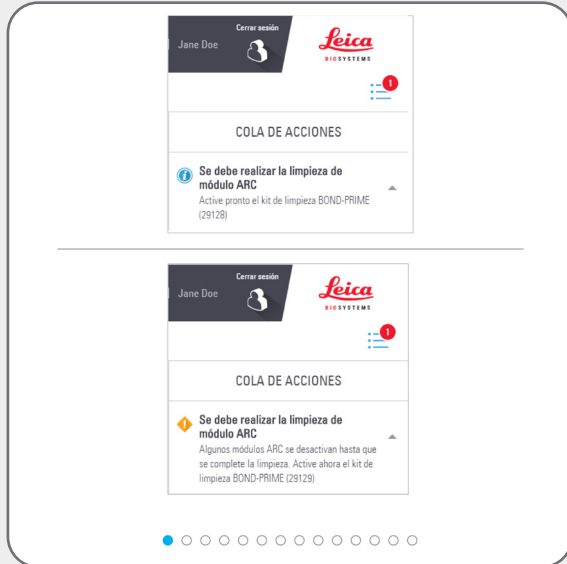 Cerrar sesión
Jane Doe
Leica
BIOSYSTEMS
1
COLA DE ACCIONES
Se debe realizar la limpieza de
módulo ARC
Active pronto el kit de limpieza BOND-PRIME
(29128)
Cerrar sesión
Jane Doe
Leica
BIOSYSTEMS
1
COLA DE ACCIONES
Se debe realizar la limpieza de
módulo ARC
Algunos módulos ARC se desactivan hasta que
se complete la limpieza. Active ahora el kit de
limpieza BOND-PRIME (29129)